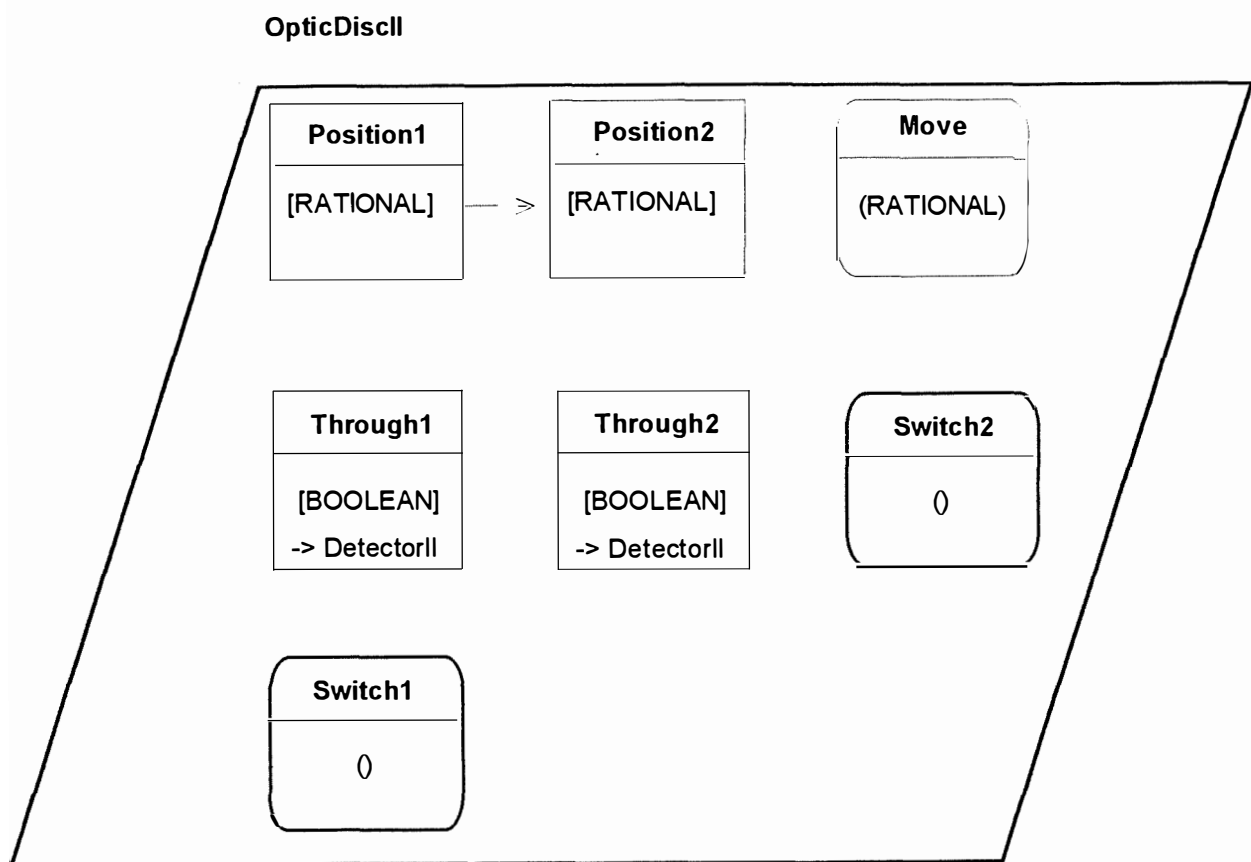 OpticDiscII
Position1
[RATIONAL]
Position2
[RATIONAL]
Move
(RATIONAL)
Through1
[BOOLEAN]
-> DetectorII
Through2
[BOOLEAN]
-> DetectorII
Switch2
()
Switch1
()